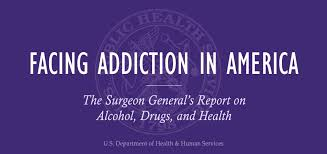 FACING ADDICTION IN AMERICA
The Surgeon General's Report on
Alcohol, Drugs, and Health
U.S. Department of Health & Human Services